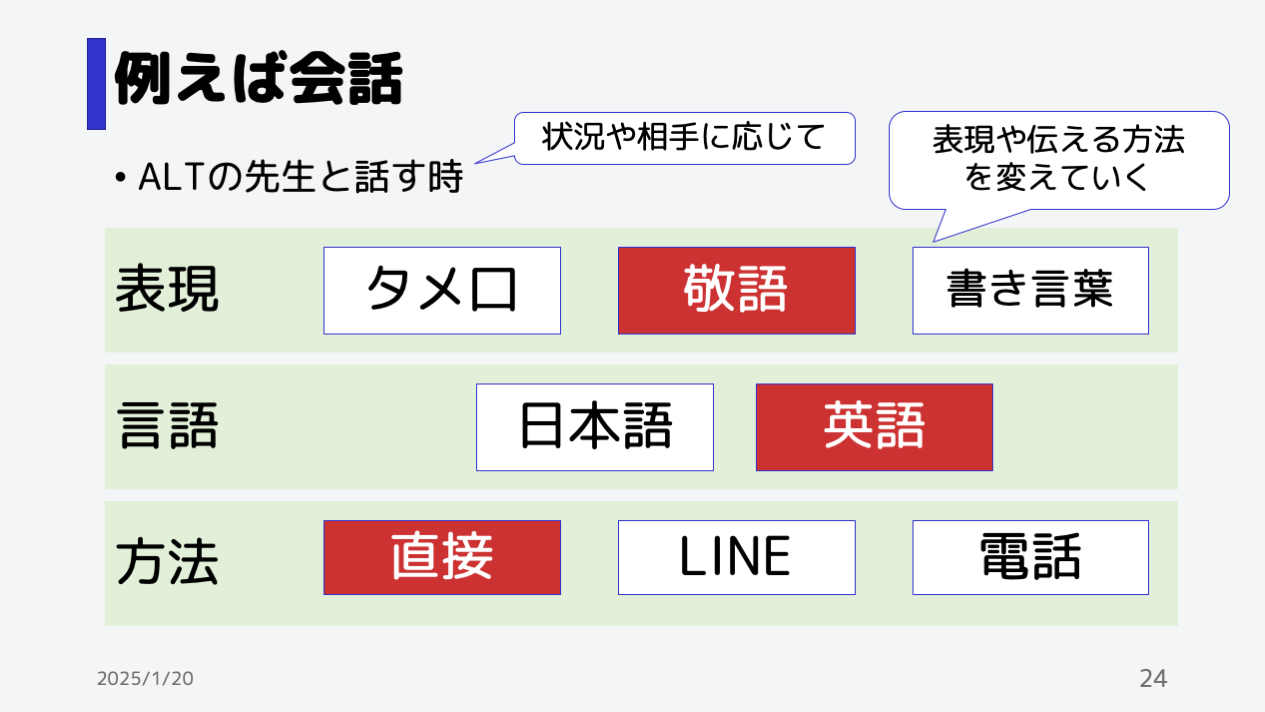 例えば会話
状況や相手に応じて
表現や伝える方法
を変えていく
• ALTの先生と話す時
表現 タメ口 敬語 書き言葉
言語 日本語 英語
方法 直接 LINE 電話
2025/1/20 24